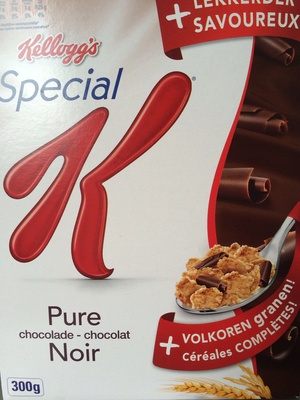 Kellogg's
Special
K
®
+
LEKKERDER
SAVOUREUX
Pure
chocolade - chocolat
Noir
+
VOLKOREN granen!
céréales COMPLÈTES!
300g